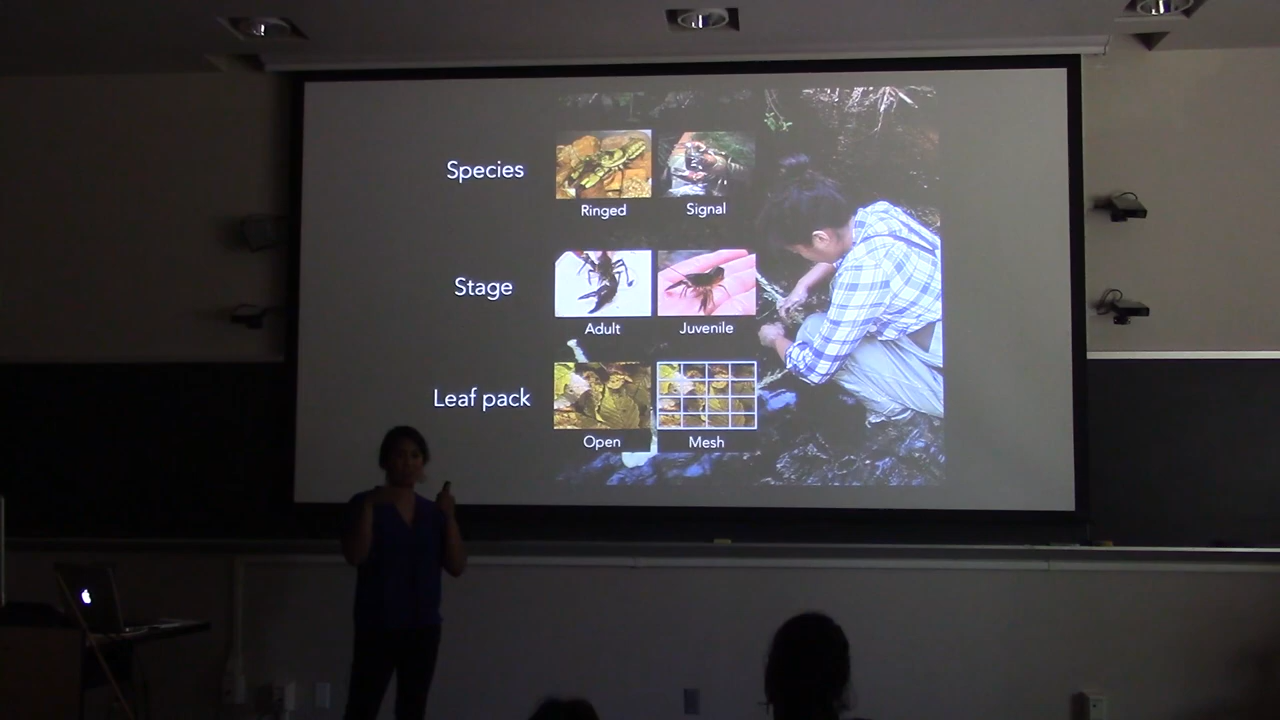 Species
Ringed Signal
Stage
Adult Juvenile
Leaf pack
Open Mesh